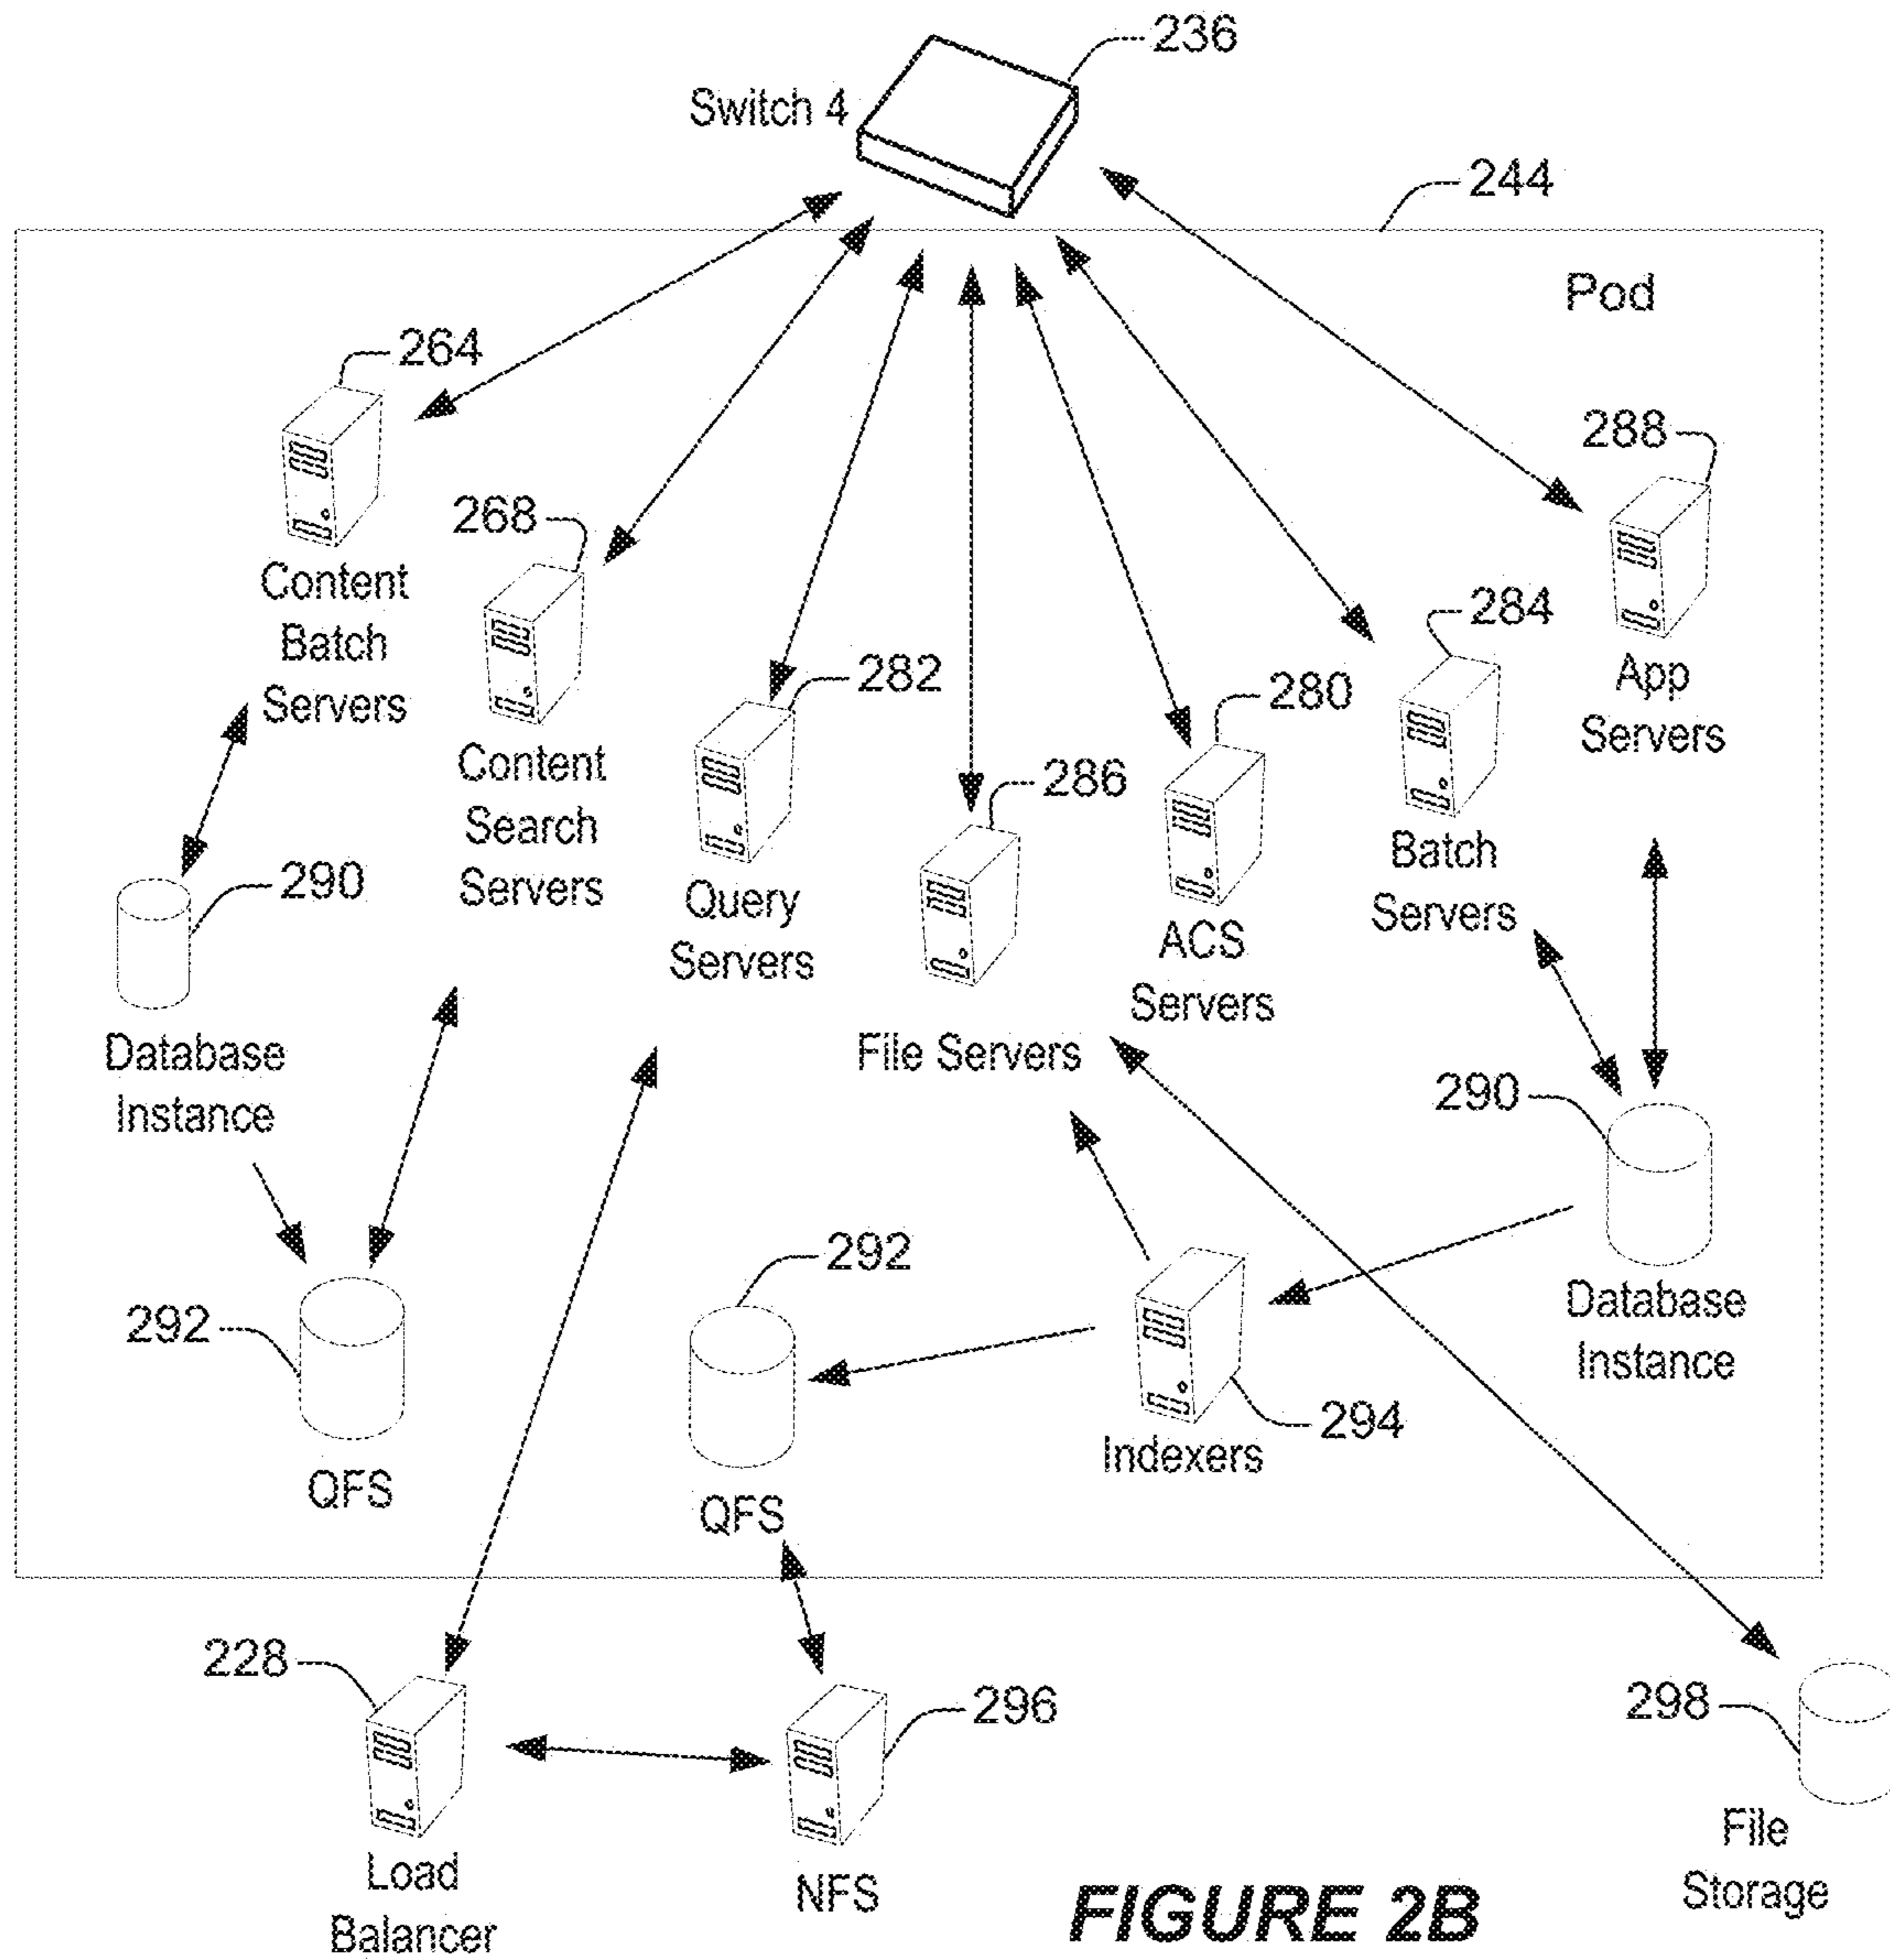 236
Switch 4
244
Pod
264
288
268
Content
Batch
Servers
284
282
280
App
Servers
Content
Search
Servers
286
Batch
Servers
290
Query
Servers
ACS
Servers
Database
Instance
File Servers
290
292
292
Database
Instance
294
Indexers
QFS
QFS
228
296
298
Load
Balancer
NFS
File
Storage
FIGURE 2B